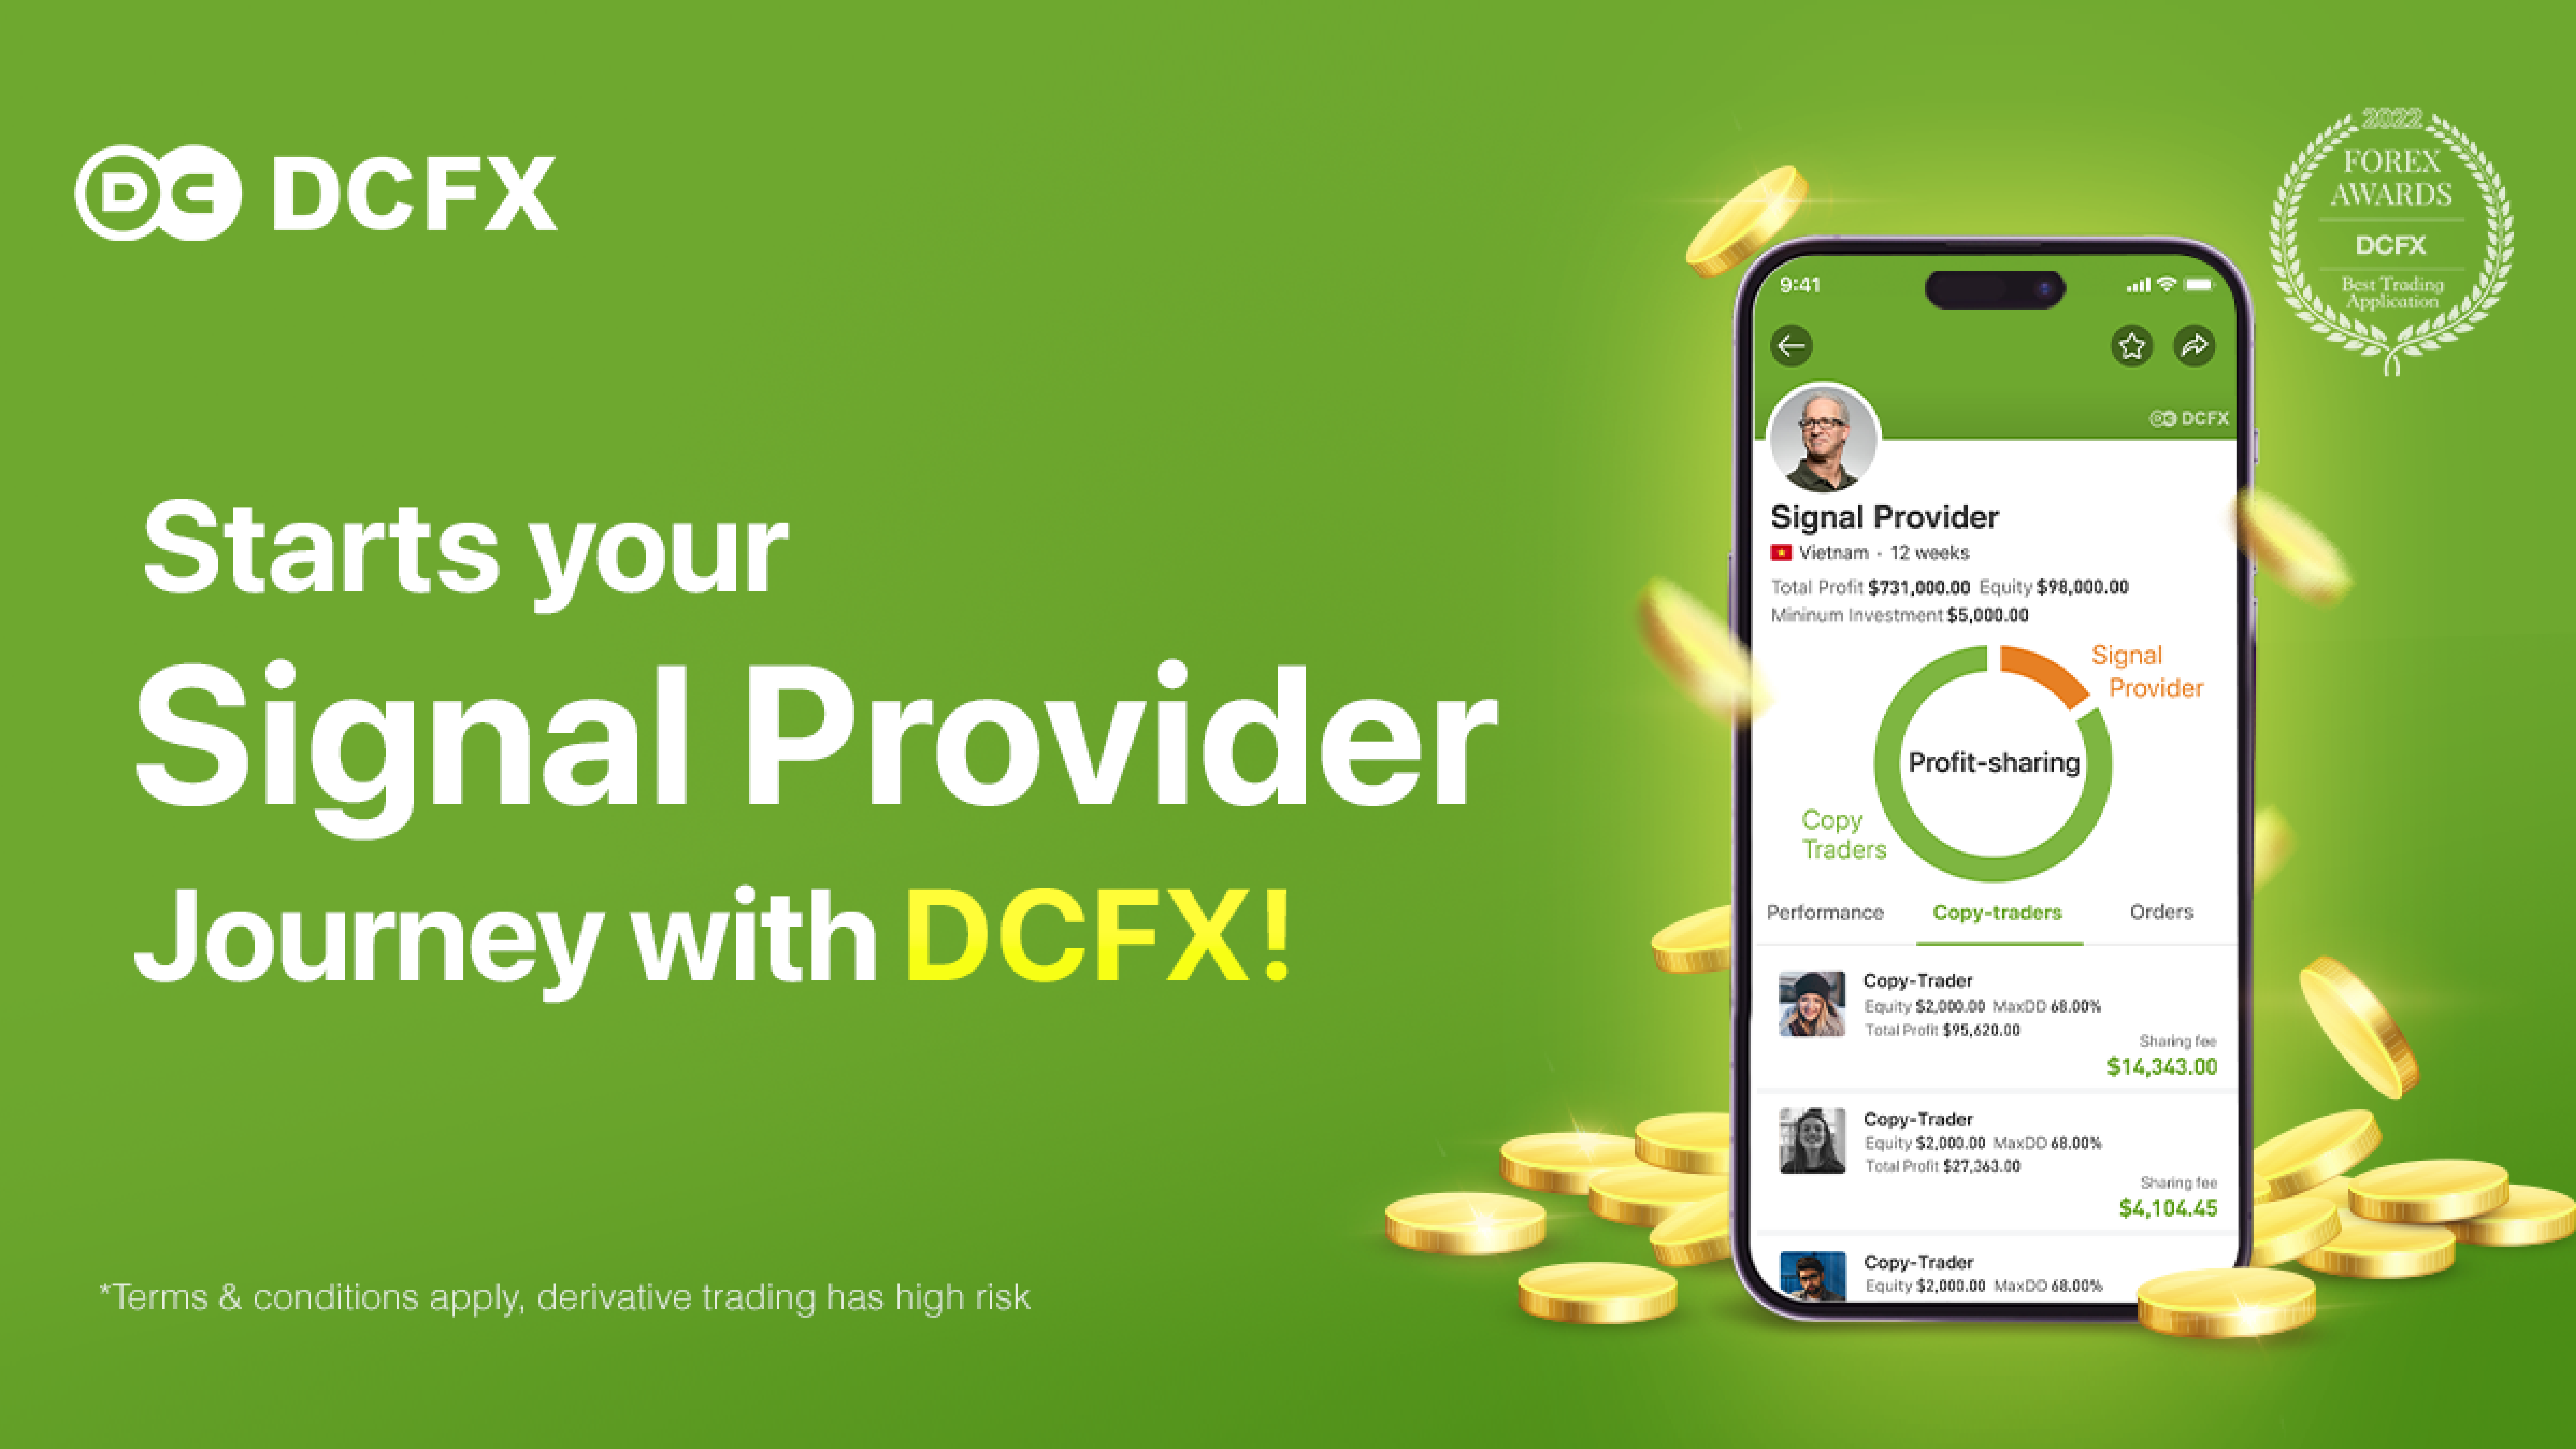 DC DCFX
Starts your
Signal Provider
Journey with DCFX!
*Terms & conditions apply, derivative trading has high risk
2022
FOREX
AWARDS
DCFX
Best Trading
Application
9:41
DC DCFX
Signal Provider
Vietnam · 12 weeks
Total Profit $731,000.00 Equity $98,000.00
Mininum Investment $5,000.00
Signal
Provider
Profit-sharing
Copy
Traders
Performance Copy-traders Orders
Copy-Trader
Equity $2,000.00 MaxDD 68.00%
Total Profit $95,620.00
Sharing fee
$14,343.00
Copy-Trader
Equity $2,000.00 MaxDD 68.00%
Total Profit $27,363.00
Sharing fee
$4,104.45
Copy-Trader
Equity $2,000.00 MaxDD 68.00%